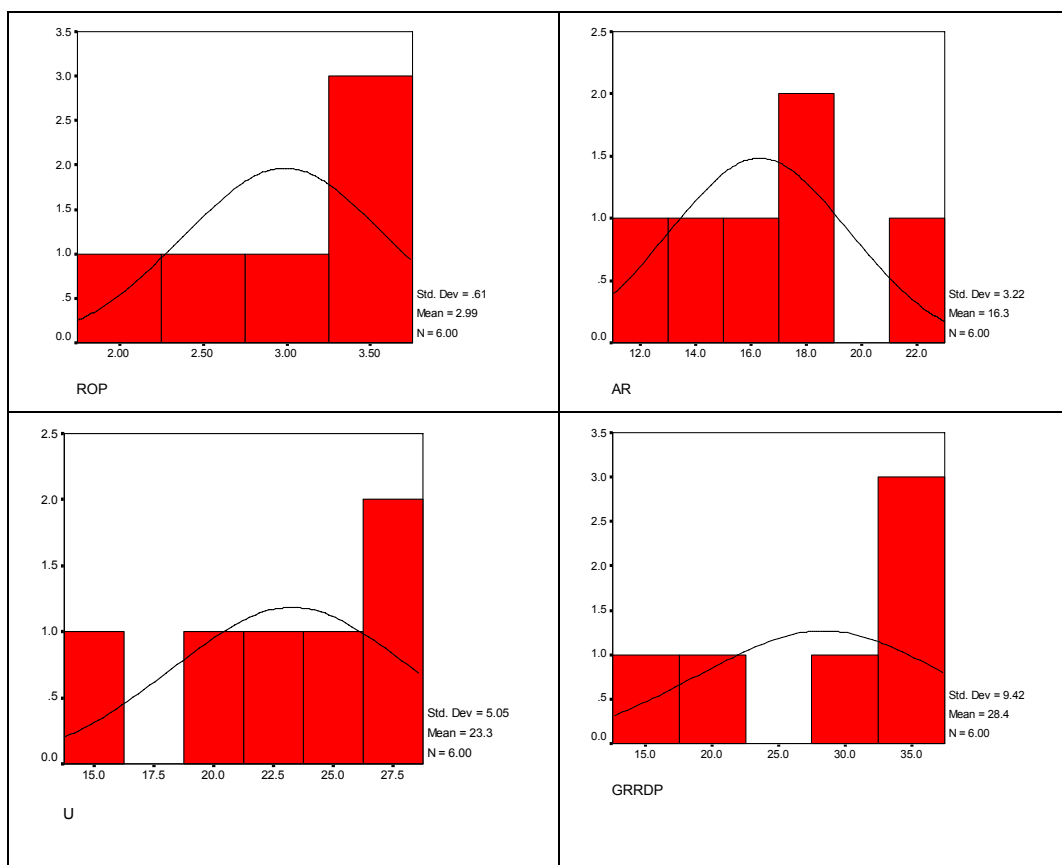 3.5
3.0
2.5
2.0
1.5
1.0
.5
0.0
2.00 2.50 3.00 3.50
Std. Dev = .61
Mean = 2.99
N = 6.00
ROP
2.5
2.0
1.5
1.0
.5
0.0
12.0 14.0 16.0 18.0 20.0 22.0
Std. Dev = 3.22
Mean = 16.3
N = 6.00
AR
2.5
2.0
1.5
1.0
.5
0.0
15.0 17.5 20.0 22.5 25.0 27.5
Std. Dev = 5.05
Mean = 23.3
N = 6.00
U
3.5
3.0
2.5
2.0
1.5
1.0
.5
0.0
15.0 20.0 25.0 30.0 35.0
Std. Dev = 9.42
Mean = 28.4
N = 6.00
GRRDP